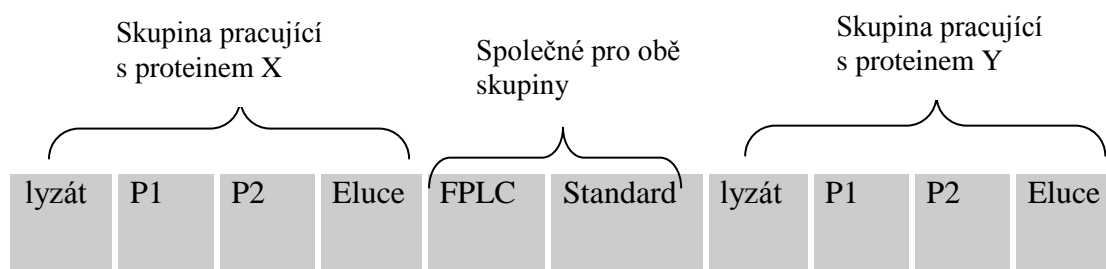 Skupina pracující
s proteinem X
Společné pro obě
skupiny
Skupina pracující
s proteinem Y
lyzát P1 P2 Eluce FPLC Standard lyzát P1 P2 Eluce